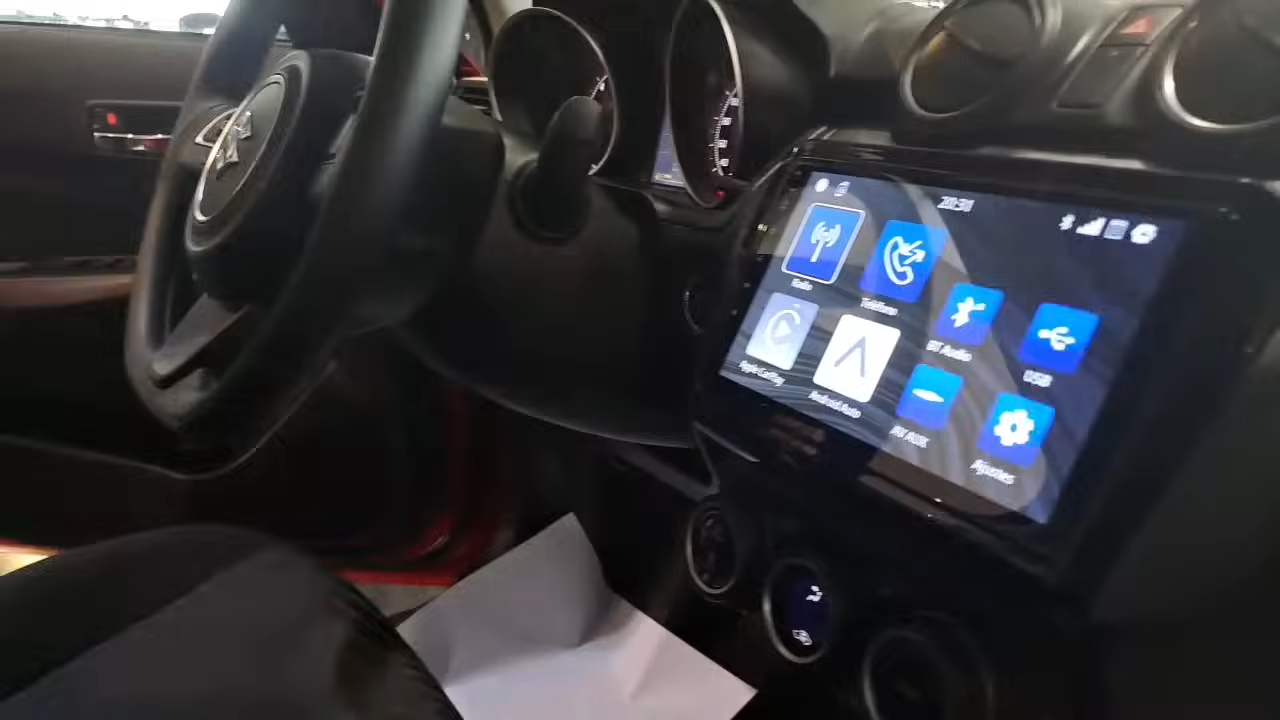 20:31
Radio
Teléfono
BT Audio
USB
Apple CarPlay
Android Auto
AV AUX
Ajustes